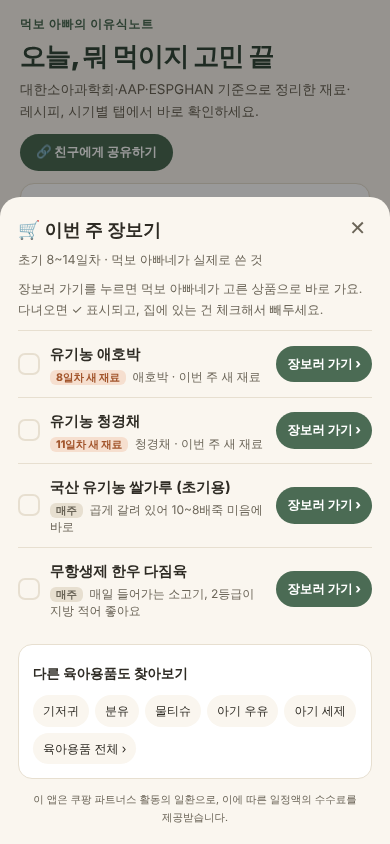 먹보 아빠의 이유식노트
오늘, 뭐 먹이지 고민 끝
대한소아과학회·AAP·ESPGHAN 기준으로 정리한 재료·
레시피, 시기별 탭에서 바로 확인하세요.
🔗 친구에게 공유하기
🛒 이번 주 장보기 ✕
초기 8~14일차 · 먹보 아빠네가 실제로 쓴 것
장보러 가기를 누르면 먹보 아빠네가 고른 상품으로 바로 가요.
다녀오면 ✓ 표시되고, 집에 있는 건 체크해서 빼두세요.
유기농 애호박
8일차 새 재료 애호박 · 이번 주 새 재료
장보러 가기 ›
유기농 청경채
11일차 새 재료 청경채 · 이번 주 새 재료
장보러 가기 ›
국산 유기농 쌀가루 (초기용)
매주 곱게 갈려 있어 10~8배죽 미음에
바로
장보러 가기 ›
무항생제 한우 다짐육
매주 매일 들어가는 소고기, 2등급이
지방 적어 좋아요
장보러 가기 ›
다른 육아용품도 찾아보기
기저귀 분유 물티슈 아기 우유 아기 세제
육아용품 전체 ›
이 앱은 쿠팡 파트너스 활동의 일환으로, 이에 따른 일정액의 수수료를
제공받습니다.